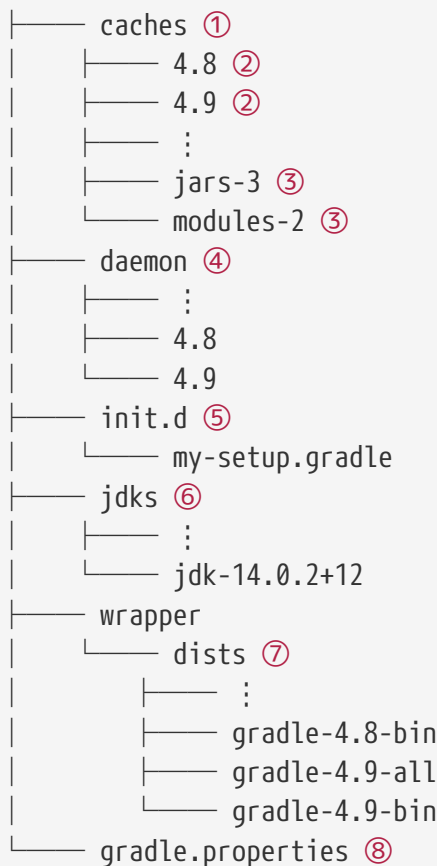 ├── caches ①
│   ├── 4.8 ②
│   ├── 4.9 ②
│   ├── ⋮
│   ├── jars-3 ③
│   └── modules-2 ③
├── daemon ④
│   ├── ⋮
│   ├── 4.8
│   └── 4.9
├── init.d ⑤
│   └── my-setup.gradle
├── jdks ⑥
│   ├── ⋮
│   └── jdk-14.0.2+12
├── wrapper
│   └── dists ⑦
│       ├── ⋮
│       ├── gradle-4.8-bin
│       ├── gradle-4.9-all
│       └── gradle-4.9-bin
└── gradle.properties ⑧